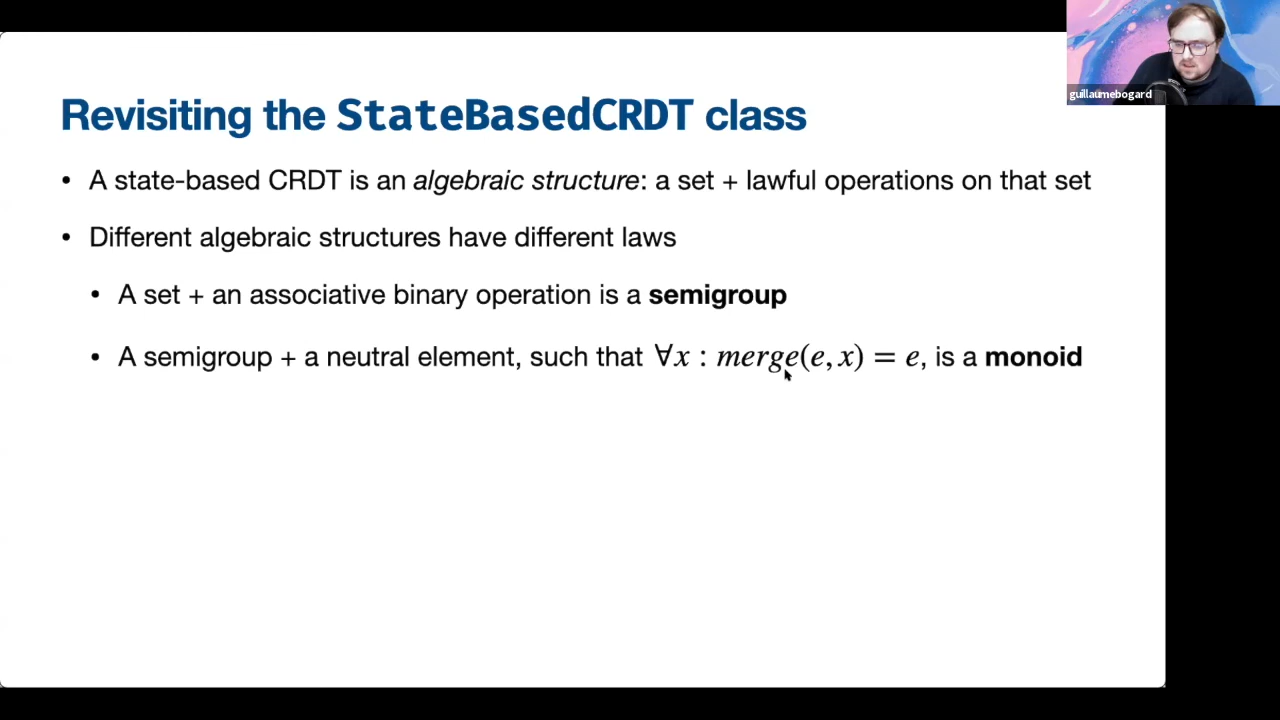 guillaumebogard
Revisiting the StateBasedCRDT class
• A state-based CRDT is an algebraic structure: a set + lawful operations on that set
• Different algebraic structures have different laws
• A set + an associative binary operation is a semigroup
• A semigroup + a neutral element, such that ∀x : merge(e, x) = e, is a monoid